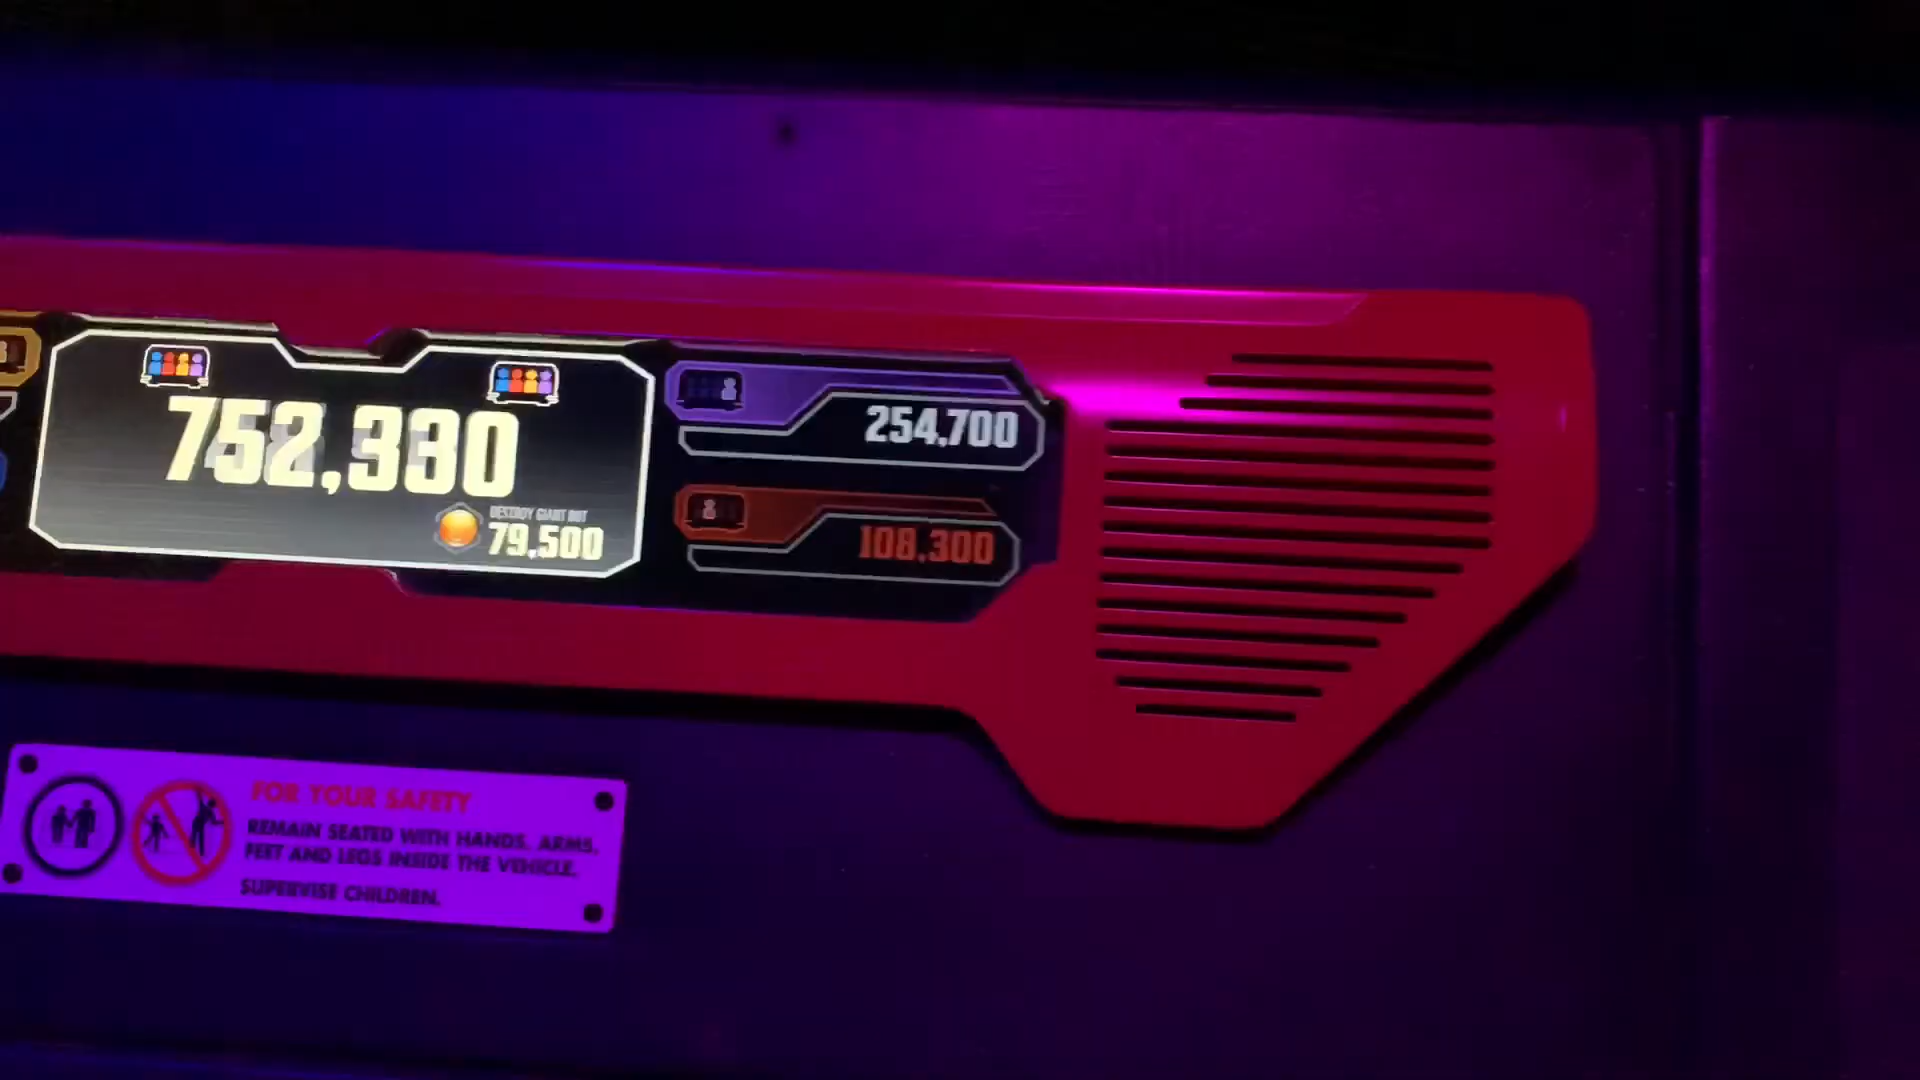 752,330
DESTROY GIANT BOT
79,500
254,700
108,300
FOR YOUR SAFETY
REMAIN SEATED WITH HANDS, ARMS,
FEET AND LEGS INSIDE THE VEHICLE.
SUPERVISE CHILDREN.